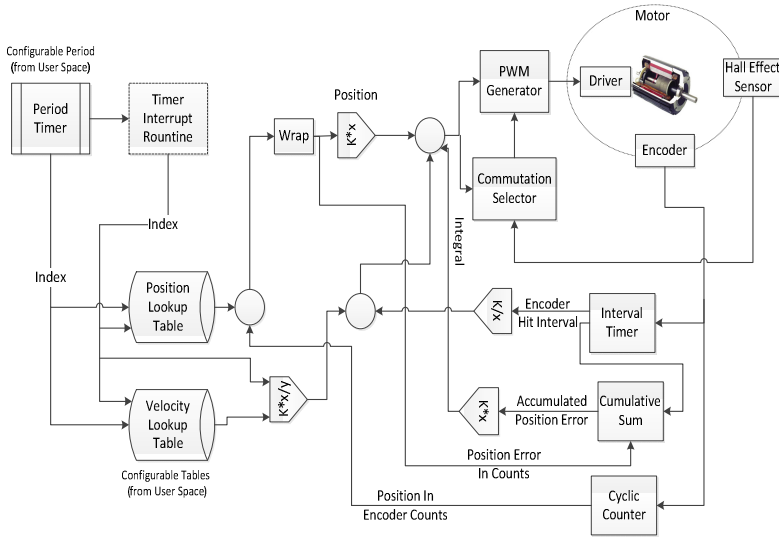 Motor
Configurable Period
(from User Space)
Period
Timer
Timer
Interrupt
Rountine
Position
Wrap
K*x
PWM
Generator
Driver
Hall Effect
Sensor
Encoder
Commutation
Selector
Index
Index
Integral
Position
Lookup
Table
K/x
Encoder
Hit Interval
Interval
Timer
Velocity
Lookup
Table
K*x/y
K*x
Accumulated
Position Error
Cumulative
Sum
Configurable Tables
(from User Space)
Position Error
In Counts
Position In
Encoder Counts
Cyclic
Counter